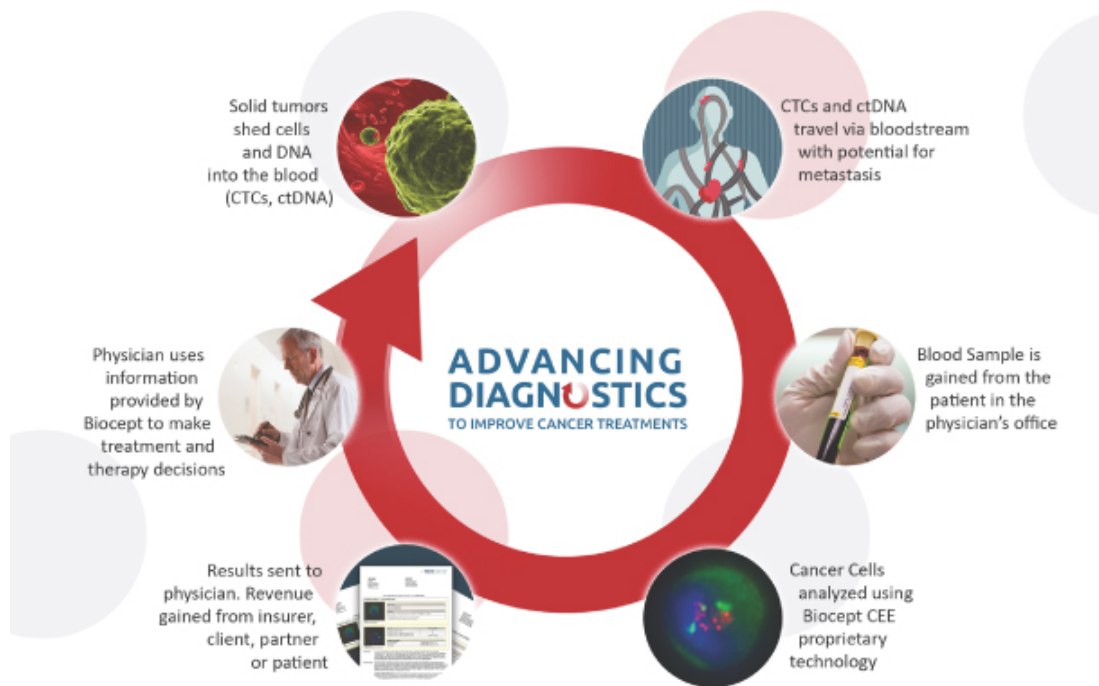 Solid tumors
shed cells
and DNA
into the blood
(CTCs, ctDNA)
CTCs and ctDNA
travel via bloodstream
with potential for
metastasis
Blood Sample is
gained from the
patient in the
physician's office
Cancer Cells
analyzed using
Biocept CEE
proprietary
technology
Results sent to
physician. Revenue
gained from insurer,
client, partner
or patient
Physician uses
information
provided by
Biocept to make
treatment and
therapy decisions
ADVANCING
DIAGNOSTICS
TO IMPROVE CANCER TREATMENTS